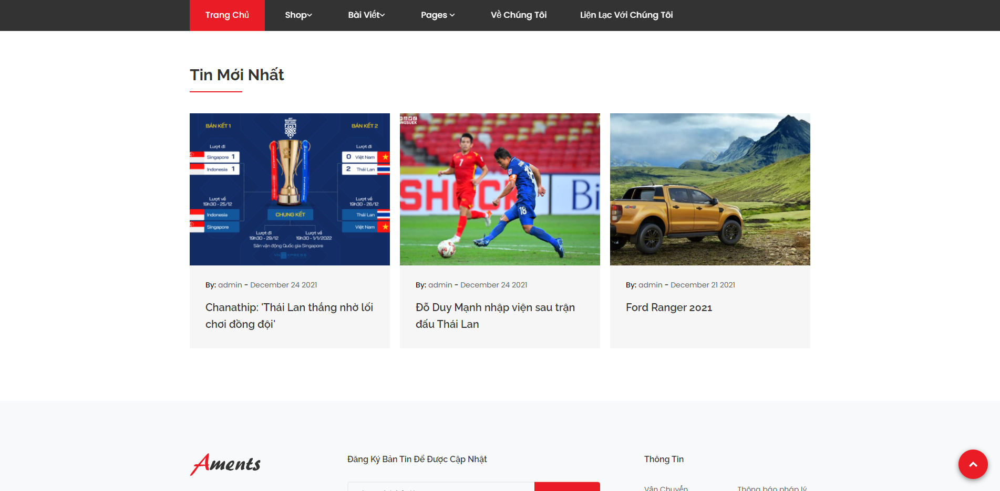 Trang Chủ
Shop
Bài Viết
Pages
Về Chúng Tôi
Liện Lạc Với Chúng Tôi
Tin Mới Nhất
BÁN KẾT 1
BÁN KẾT 2
Lượt đi
Lượt đi
Singapore 1
0 Việt Nam
Indonesia 1
2 Thái Lan
Lượt về
19h30 - 25/12
Lượt về
19h30 - 26/12
Indonesia
CHUNG KẾT
Thái Lan
Singapore
Việt Nam
Lượt đi
19h30 - 29/12
Lượt về
19h30 - 1/1/2022
Sân vận động Quốc gia Singapore
VNEXPRESS
7
18
18
By: admin - December 24 2021
Chanathip: 'Thái Lan thắng nhờ lối
chơi đồng đội'
By: admin - December 24 2021
Đỗ Duy Mạnh nhập viện sau trận
đấu Thái Lan
By: admin - December 21 2021
Ford Ranger 2021
Aments
Đăng Ký Bản Tin Để Được Cập Nhật
Thông Tin
Vận Chuyển
Thông báo pháp lý